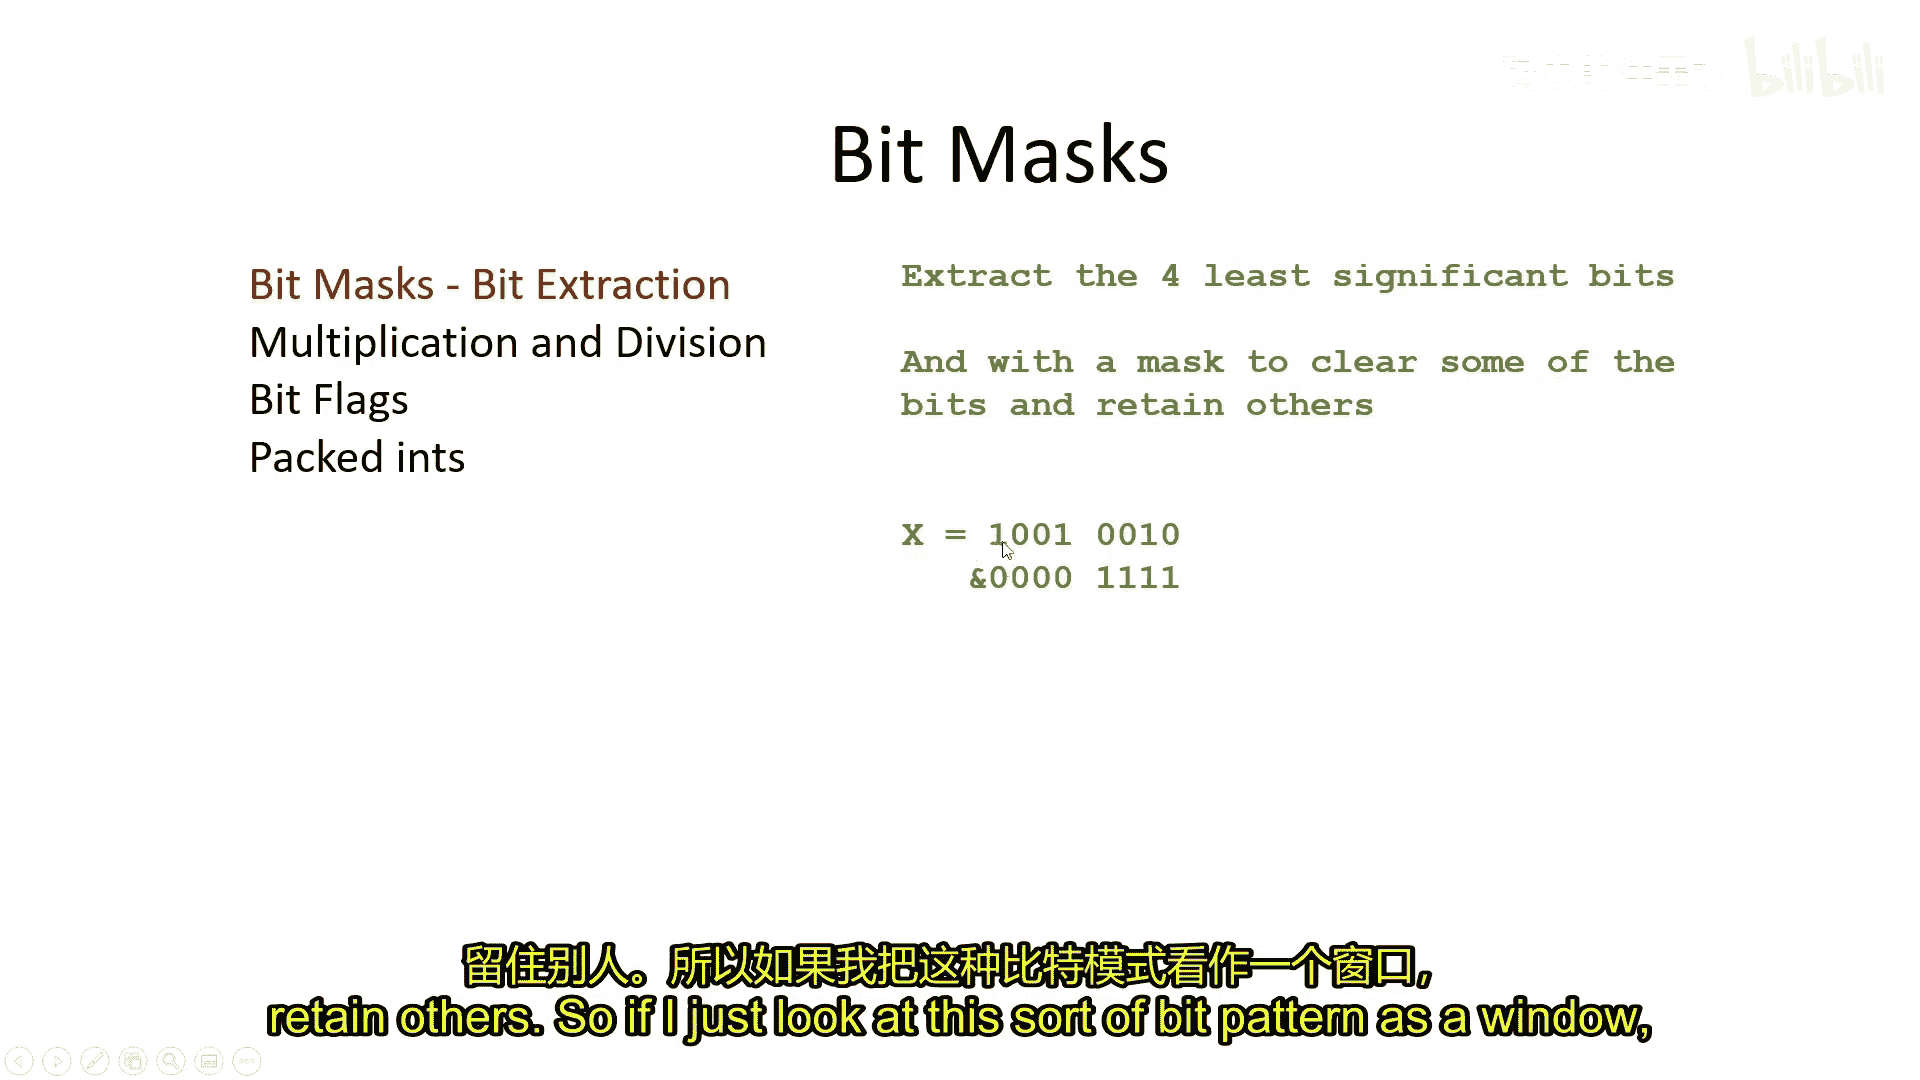 bilibili
Bit Masks
Bit Masks - Bit Extraction
Multiplication and Division
Bit Flags
Packed ints
Extract the 4 least significant bits
And with a mask to clear some of the
bits and retain others
X = 1001 0010
&0000 1111
留住别人。所以如果我把这种比特模式看作一个窗口，
retain others. So if I just look at this sort of bit pattern as a window,